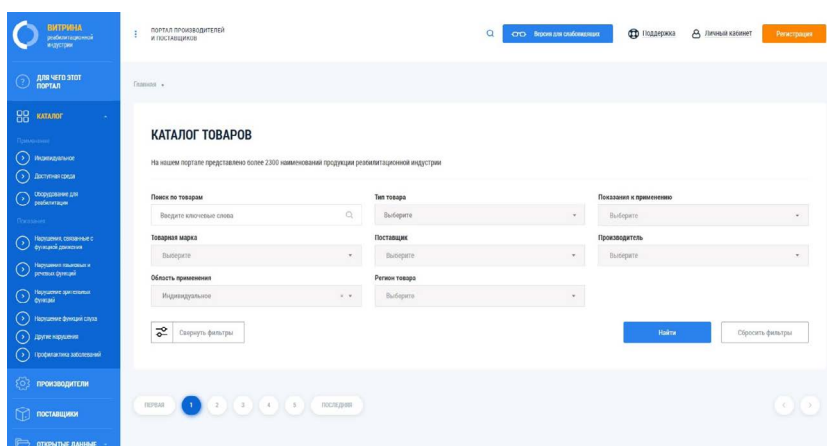 ВИТРИНА
реабилитационной
индустрии
ПОРТАЛ ПРОИЗВОДИТЕЛЕЙ
И ПОСТАВЩИКОВ
Версия для слабовидящих
Поддержка
Личный кабинет
Регистрация
ДЛЯ ЧЕГО ЭТОТ
ПОРТАЛ
Главная
КАТАЛОГ
Применение
Индивидуальное
Доступная среда
Оборудование для
реабилитации
Показания
Нарушения, связанные с
функцией движения
Нарушения языковых и
речевых функций
Нарушение зрительных
функций
Нарушение функций слуха
Другие нарушения
Профилактика заболеваний
ПРОИЗВОДИТЕЛИ
ПОСТАВЩИКИ
ОТКРЫТЫЕ ДАННЫЕ
КАТАЛОГ ТОВАРОВ
На нашем портале представлено более 2300 наименований продукции реабилитационной индустрии
Поиск по товарам
Введите ключевые слова
Тип товара
Выберите
Показания к применению
Выберите
Товарная марка
Выберите
Поставщик
Выберите
Производитель
Выберите
Область применения
Индивидуальное
Регион товара
Выберите
Свернуть фильтры
Найти
Сбросить фильтры
ПЕРВАЯ 1 2 3 4 5 ПОСЛЕДНЯЯ